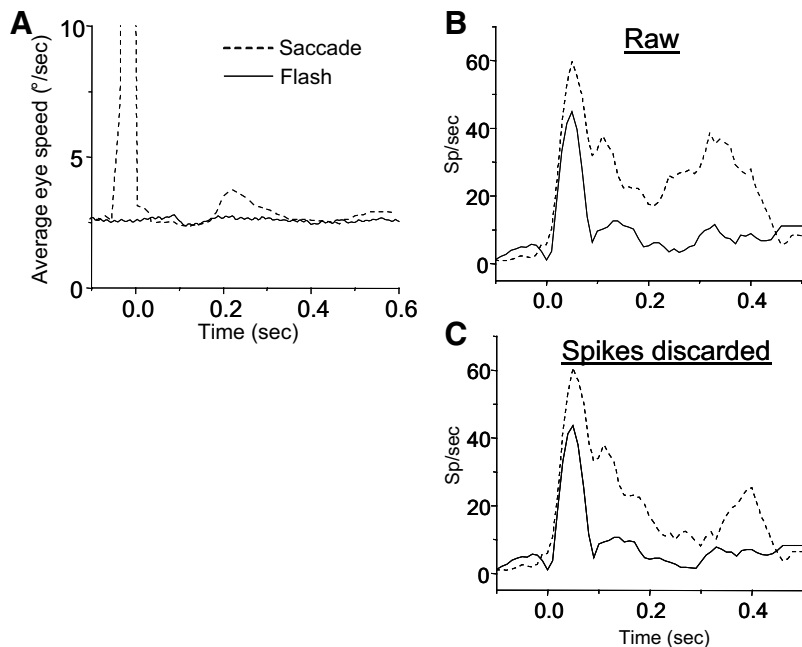 A
Average eye speed (°/sec)
10
5
0
Saccade
Flash
0.0
0.2
0.4
0.6
Time (sec)
B
Raw
Sp/sec
60
40
20
0
0.0
0.2
0.4
C
Spikes discarded
Sp/sec
60
40
20
0
0.0
0.2
0.4
Time (sec)